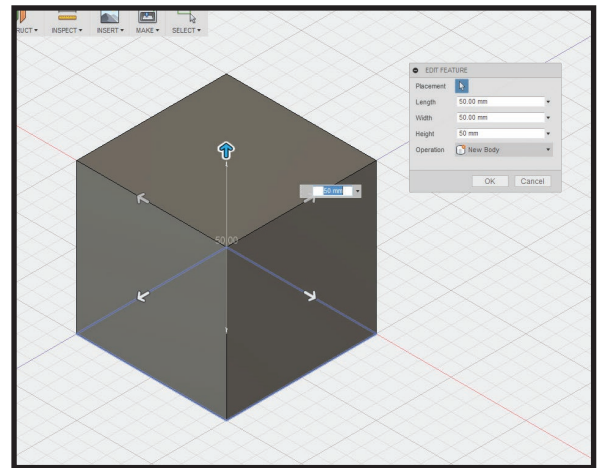 RUCT ▾ INSPECT ▾ INSERT ▾ MAKE ▾ SELECT ▾
EDIT FEATURE
Placement
Length 50.00 mm
Width 50.00 mm
Height 50 mm
Operation New Body
OK Cancel
50 mm
50.00